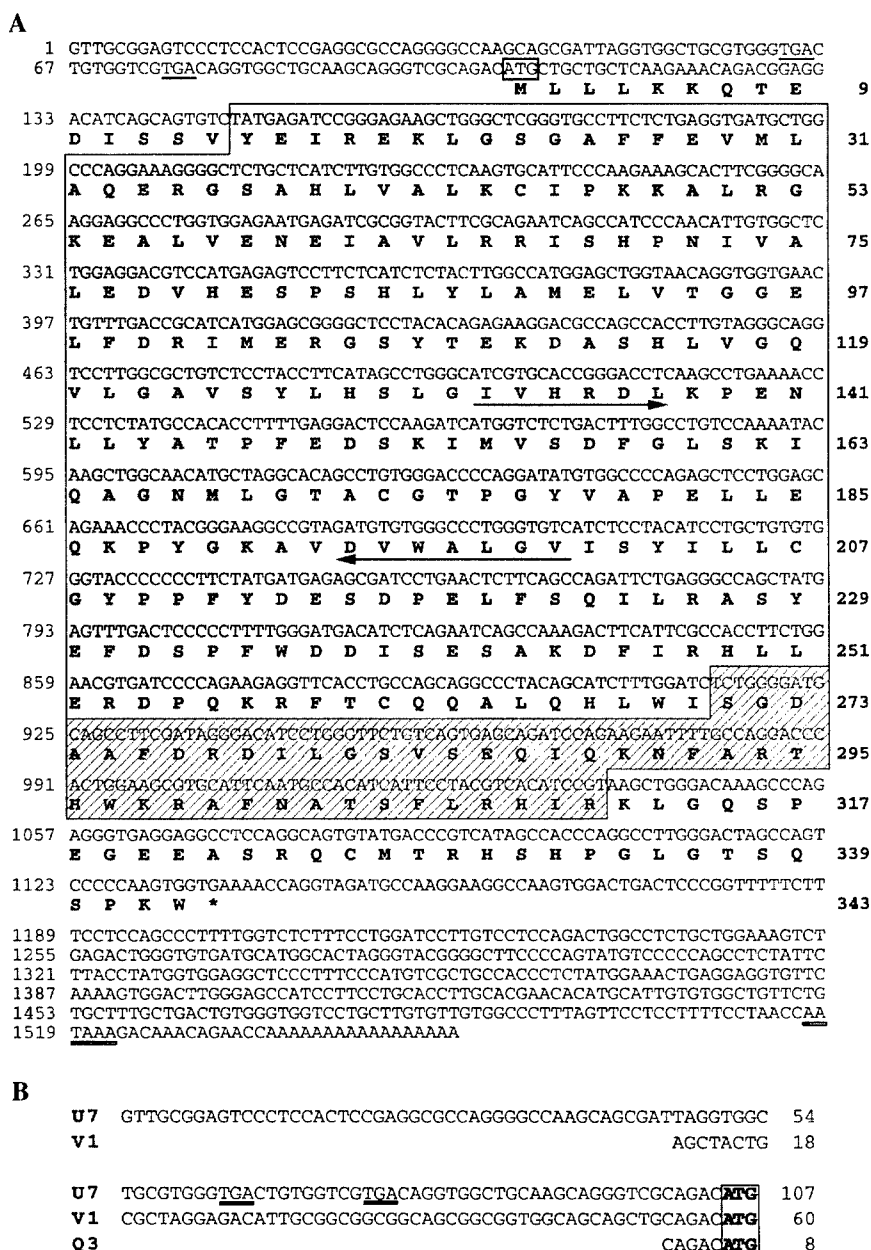 A
1 GTTGCGGAGTCCCTCCACTCCGAGGCGCCAGGGGCCAAGCAGCGATTAGGTGGCTGCGTGGGTGAC
67 TGTGGTCGTGACAGGTGGCTGCAAGCAGGGTCGCAGACATGCTGCTGCTCAAGAAACAGACGGAGG
M L L L K K Q T E 9
133 ACATCAGCAGTGTCTATGAGATCCGGGAGAAGCTGGGCTCGGGTGCCTTCTCTGAGGTGATGCTGG
D I S S V Y E I R E K L G S G A F F E V M L 31
199 CCCAGGAAAGGGGCTCTGCTCATCTTGTGGCCCTCAAGTGCATTCCCAAGAAAGCACTTCGGGGCA
A Q E R G S A H L V A L K C I P K K A L R G 53
265 AGGAGGCCCTGGTGGAGAATGAGATCGCGGTACTTCGCAGAATCAGCCATCCCAACATTGTGGCTC
K E A L V E N E I A V L R R I S H P N I V A 75
331 TGGAGGACGTCCATGAGAGTCCTTCTCATCTCTACTTGGCCATGGAGCTGGTAACAGGTGGTGAAC
L E D V H E S P S H L Y L A M E L V T G G E 97
397 TGTTTGACCGCATCATGGAGCGGGGCTCCTACACAGAGAAGGACGCCAGCCACCTTGTAGGGCAGG
L F D R I M E R G S Y T E K D A S H L V G Q 119
463 TCCTTGGCGCTGTCTCCTACCTTCATAGCCTGGGCATCGTGCACCGGGACCTCAAGCCTGAAAACC
V L G A V S Y L H S L G I V H R D L K P E N 141
529 TCCTCTATGCCACACCTTTTGAGGACTCCAAGATCATGGTCTCTGACTTTGGCCTGTCCAAAATAC
L L Y A T P F E D S K I M V S D F G L S K I 163
595 AAGCTGGCAACATGCTAGGCACAGCCTGTGGGACCCCAGGATATGTGGCCCCAGAGCTCCTGGAGC
Q A G N M L G T A C G T P G Y V A P E L L E 185
661 AGAAACCCTACGGGAAGGCCGTAGATGTGTGGGCCCTGGGTGTCATCTCCTACATCCTGCTGTGTG
Q K P Y G K A V D V W A L G V I S Y I L L C 207
727 GGTACCCCCCCTTCTATGATGAGAGCGATCCTGAACTCTTCAGCCAGATTCTGAGGGCCAGCTATG
G Y P P F Y D E S D P E L F S Q I L R A S Y 229
793 AGTTTGACTCCCCCTTTTGGGATGACATCTCAGAATCAGCCAAAGACTTCATTCGCCACCTTCTGG
E F D S P F W D D I S E S A K D F I R H L L 251
859 AACGTGATCCCCAGAAGAGGTTCACCTGCCAGCAGGCCCTACAGCATCTTTGGATCTCTGGGGATG
E R D P Q K R F T C Q Q A L Q H L W I S G D 273
925 CAGCCTTCGATAGGGACATCCTGGGTTCTGTCAGTGAGCAGATCCAGAAGAATTTTGCCAGGACCC
A A F D R D I L G S V S E Q I Q K N F A R T 295
991 ACTGGAAGCGTGCATTCAATGCCACATCATTCCTACGTCACATCCGTAAGCTGGGACAAAGCCCAG
H W K R A F N A T S F L R H I R K L G Q S P 317
1057 AGGGTGAGGAGGCCTCCAGGCAGTGTATGACCCGTCATAGCCACCCAGGCCTTGGGACTAGCCAGT
E G E E A S R Q C M T R H S H P G L G T S Q 339
1123 CCCCCAAGTGGTGAAAACCAGGTAGATGCCAAGGAAGGCCAAGTGGACTGACTCCCGGTTTTTCTT
S P K W * 343
1189 TCCTCCAGCCCTTTTGGTCTCTTTCCTGGATCCTTGTCCTCCAGACTGGCCTCTGCTGGAAAGTCT
1255 GAGACTGGGTGTGATGCATGGCACTAGGGTACGGGGCTTCCCCAGTATGTCCCCCAGCCTCTATTC
1321 TTACCTATGGTGGAGGCTCCCTTTCCCATGTCGCTGCCACCCTCTATGGAAACTGAGGAGGTGTTC
1387 AAAAGTGGACTTGGGAGCCATCCTTCCTGCACCTTGCACGAACACATGCATTGTGTGGCTGTTCTG
1453 TGCTTTGCTGACTGTGGGTGGTCCTGCTTGTGTTGTGGCCCTTTAGTTCCTCCTTTTCCTAACCAA
1519 TAAAGACAAACAGAACCAAAAAAAAAAAAAAAA
B
U7 GTTGCGGAGTCCCTCCACTCCGAGGCGCCAGGGGCCAAGCAGCGATTAGGTGGC 54
V1 AGCTACTG 18
U7 TGCGTGGGTGACTGTGGTCGTGACAGGTGGCTGCAAGCAGGGTCGCAGACATG 107
V1 CGCTAGGAGACATTGCGGCGGCGGCAGCGGCGGTGGCAGCAGCTGCAGACATG 60
Q3 CAGACATG 8